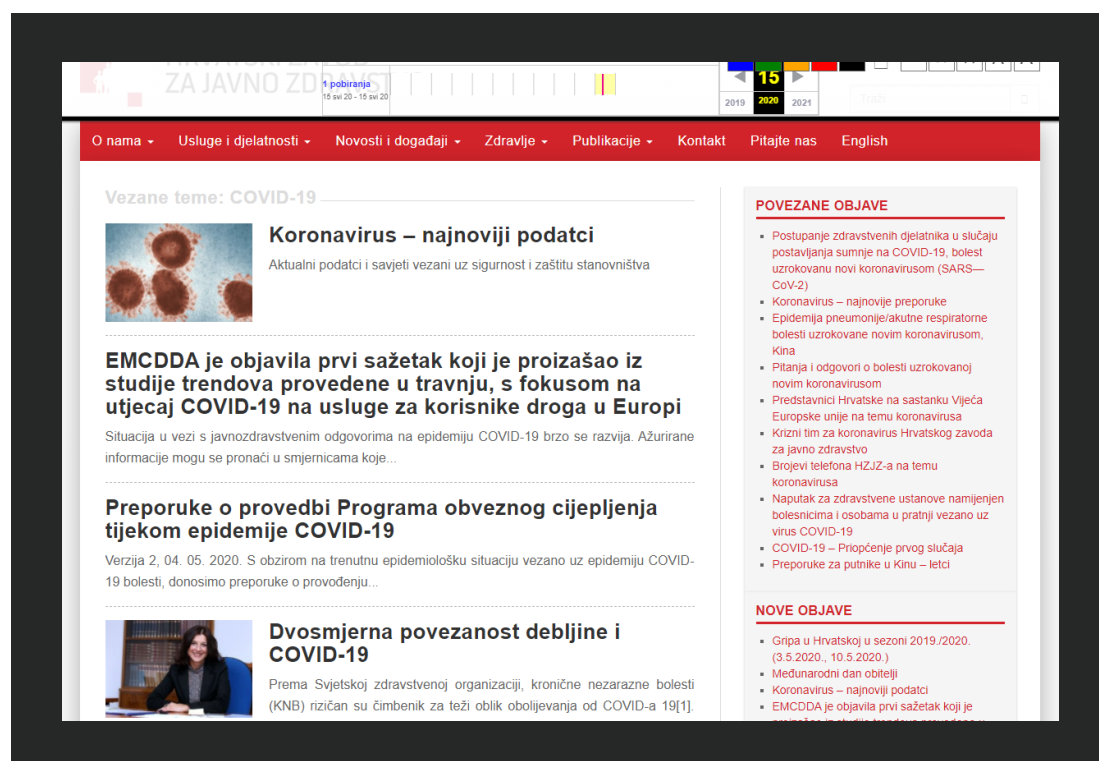 HRVATSKI ZAVOD
ZA JAVNO ZDRAVST
1 pobiranja
15 svi 20 - 15 svi 20
15
2019 2020 2021
Traži
O nama Usluge i djelatnosti Novosti i događaji Zdravlje Publikacije Kontakt Pitajte nas English
Vezane teme: COVID-19
Koronavirus – najnoviji podatci
Aktualni podatci i savjeti vezani uz sigurnost i zaštitu stanovništva
EMCDDA je objavila prvi sažetak koji je proizašao iz
studije trendova provedene u travnju, s fokusom na
utjecaj COVID-19 na usluge za korisnike droga u Europi
Situacija u vezi s javnozdravstvenim odgovorima na epidemiju COVID-19 brzo se razvija. Ažurirane
informacije mogu se pronaći u smjernicama koje...
Preporuke o provedbi Programa obveznog cijepljenja
tijekom epidemije COVID-19
Verzija 2, 04. 05. 2020. S obzirom na trenutnu epidemiološku situaciju vezano uz epidemiju COVID-
19 bolesti, donosimo preporuke o provođenju...
Dvosmjerna povezanost debljine i
COVID-19
Prema Svjetskoj zdravstvenoj organizaciji, kronične nezarazne bolesti
(KNB) rizičan su čimbenik za teži oblik obolijevanja od COVID-a 19[1].
POVEZANE OBJAVE
Postupanje zdravstvenih djelatnika u slučaju
postavljanja sumnje na COVID-19, bolest
uzrokovanu novi koronavirusom (SARS—
CoV-2)
Koronavirus – najnovije preporuke
Epidemija pneumonije/akutne respiratorne
bolesti uzrokovane novim koronavirusom,
Kina
Pitanja i odgovori o bolesti uzrokovanoj
novim koronavirusom
Predstavnici Hrvatske na sastanku Vijeća
Europske unije na temu koronavirusa
Krizni tim za koronavirus Hrvatskog zavoda
za javno zdravstvo
Brojevi telefona HZJZ-a na temu
koronavirusa
Naputak za zdravstvene ustanove namijenjen
bolesnicima i osobama u pratnji vezano uz
virus COVID-19
COVID-19 – Priopćenje prvog slučaja
Preporuke za putnike u Kinu – letci
NOVE OBJAVE
Gripa u Hrvatskoj u sezoni 2019./2020.
(3.5.2020., 10.5.2020.)
Međunarodni dan obitelji
Koronavirus – najnoviji podatci
EMCDDA je objavila prvi sažetak koji je
proizašao iz studije trendova provedene u